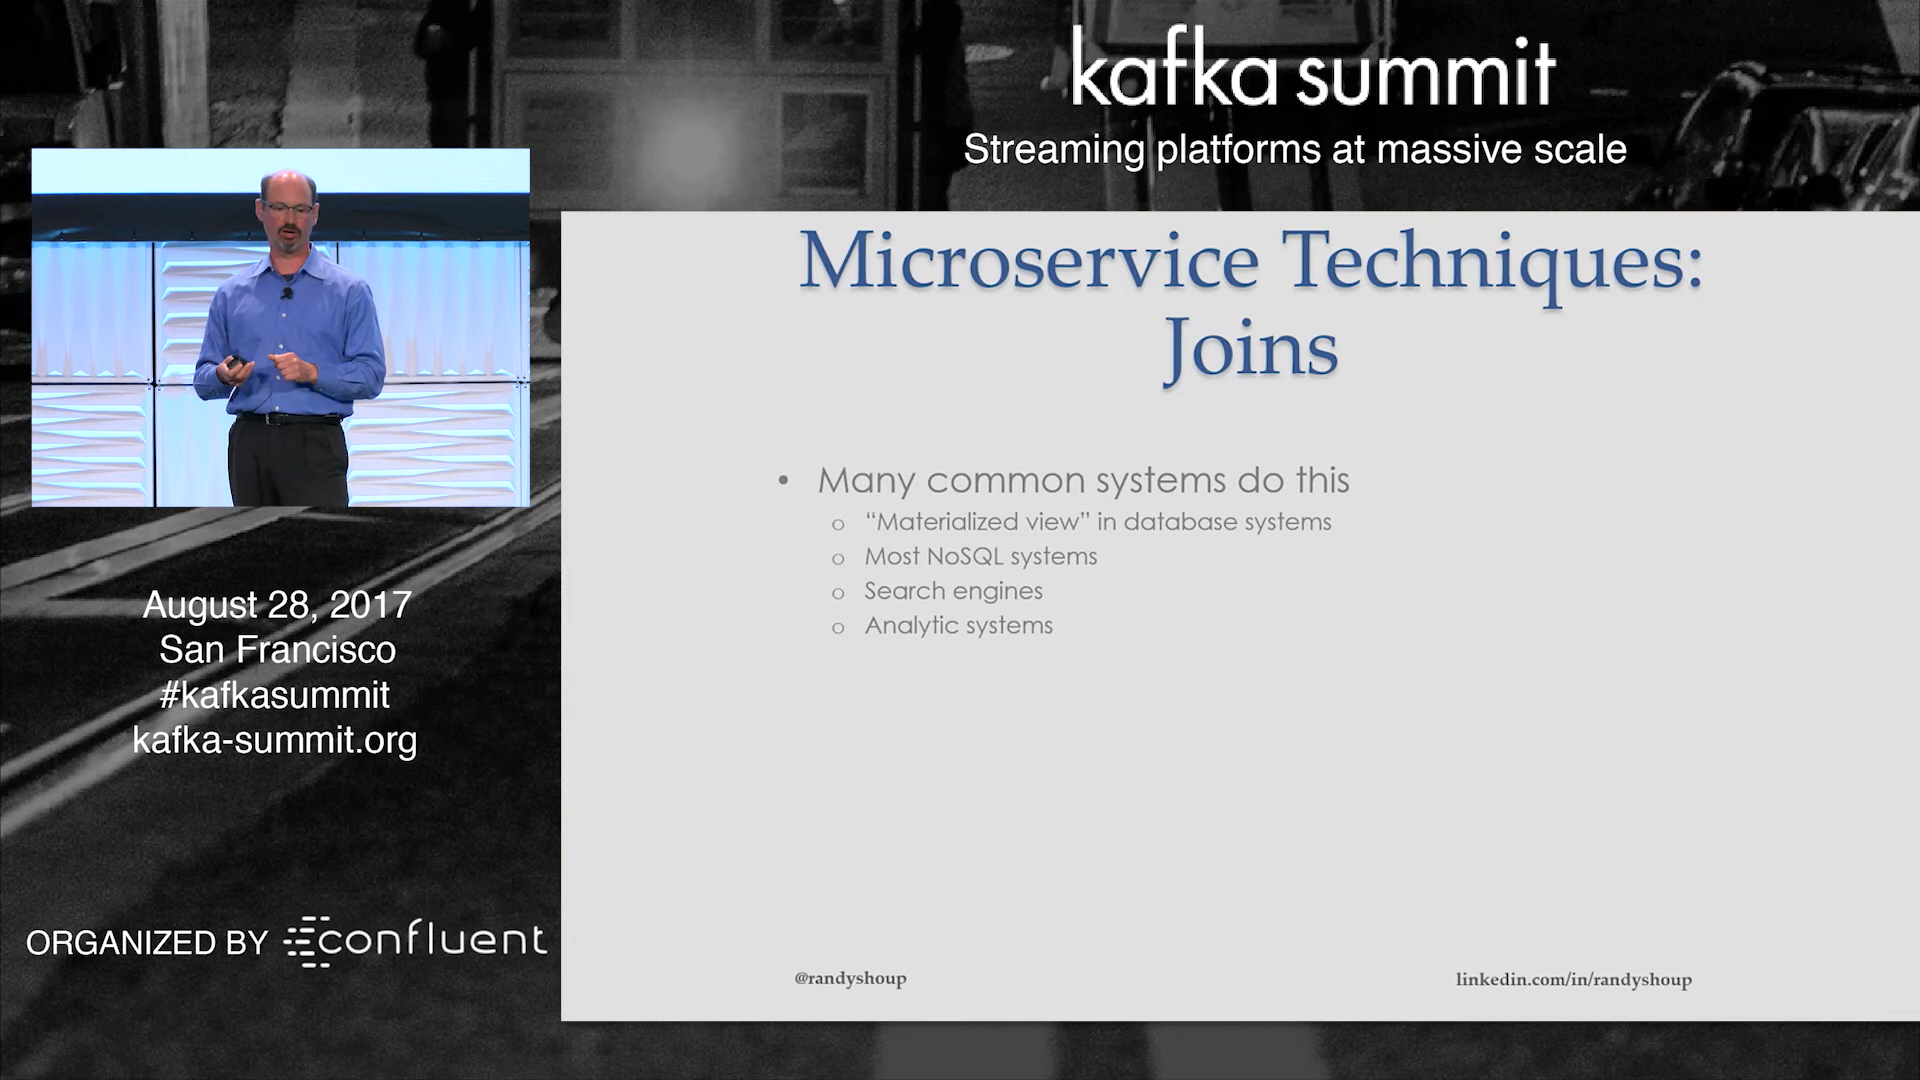 kafka summit
Streaming platforms at massive scale
Microservice Techniques:
Joins
• Many common systems do this
o “Materialized view” in database systems
o Most NoSQL systems
o Search engines
o Analytic systems
@randyshoup
linkedin.com/in/randyshoup
August 28, 2017
San Francisco
#kafkasummit
kafka-summit.org
ORGANIZED BY confluent